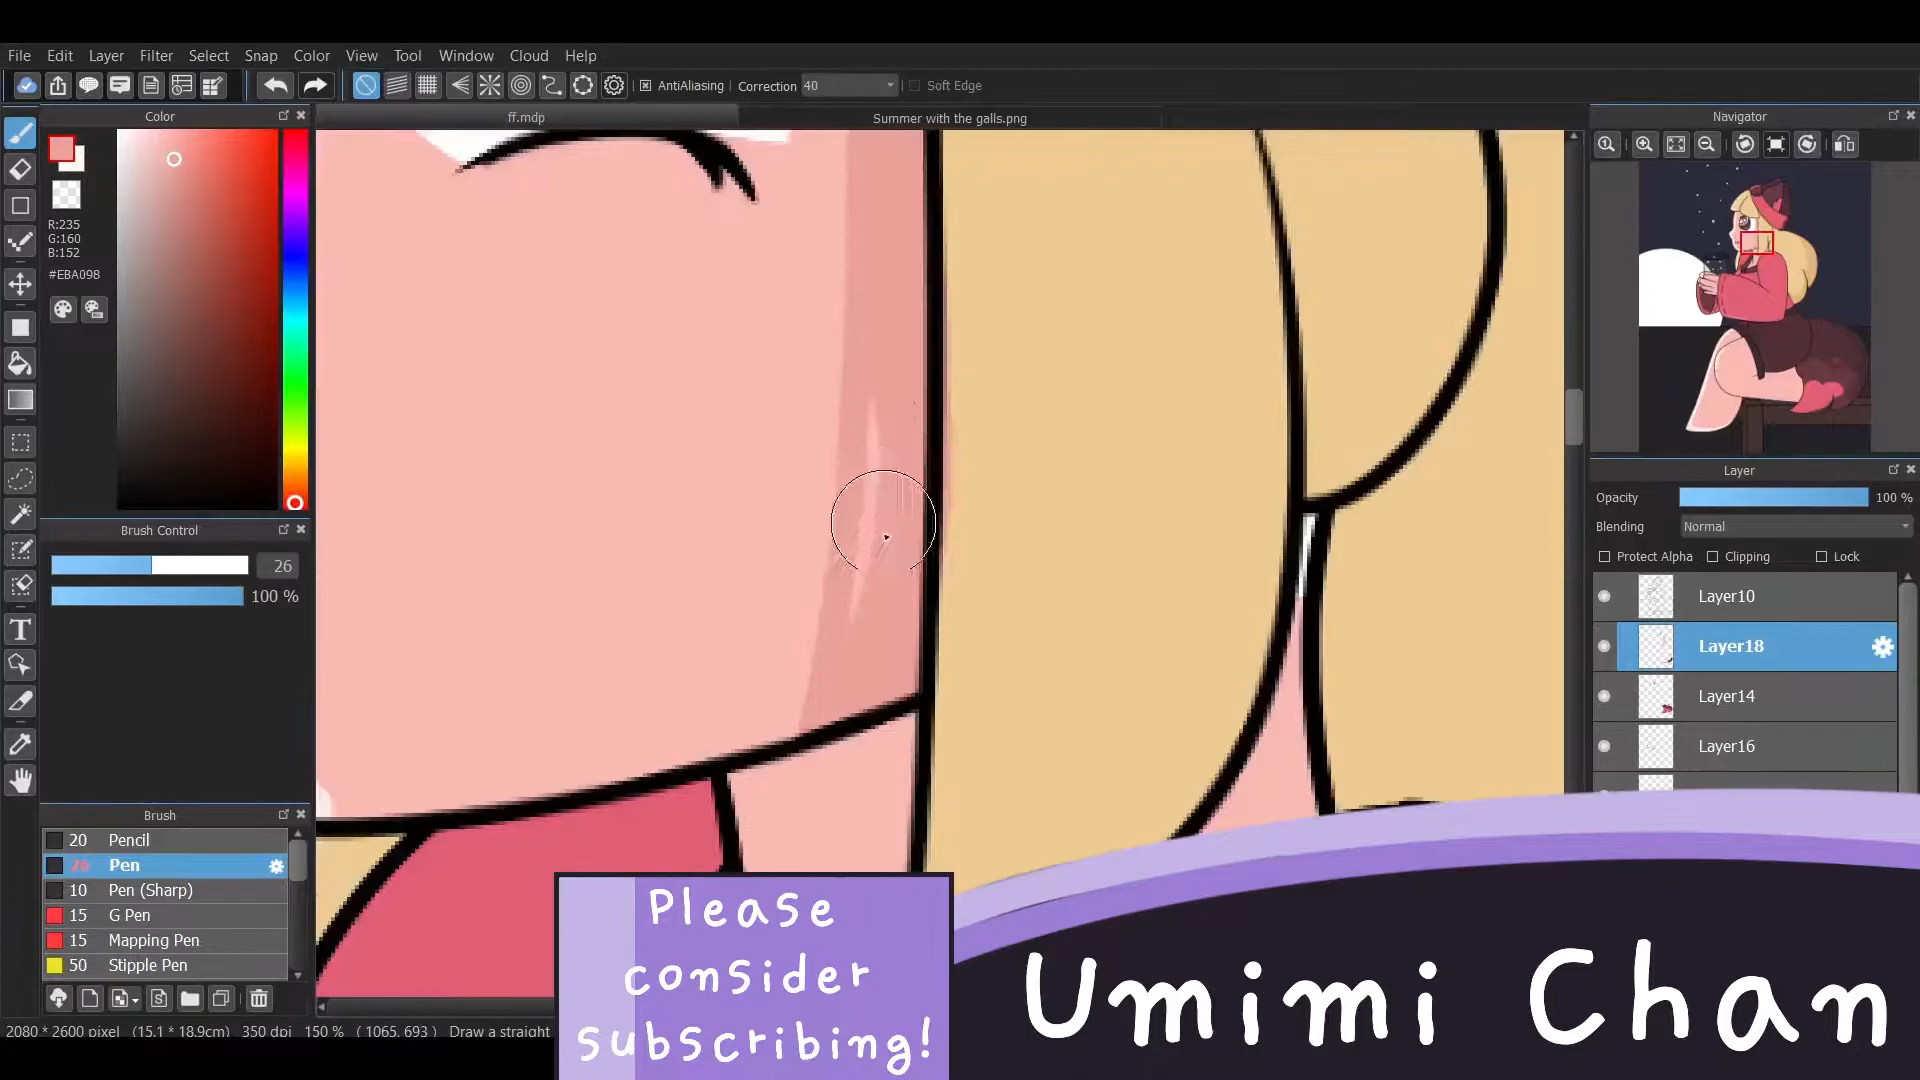 File Edit Layer Filter Select Snap Color View Tool Window Cloud Help
AntiAliasing Correction 40 Soft Edge
Color
ff.mdp
Summer with the galls.png
Navigator
R:235
G:160
B:152
#EBA098
Brush Control
26
100 %
Layer
Opacity 100 %
Blending Normal
Protect Alpha Clipping Lock
Layer10
Layer18
Layer14
Layer16
Brush
20 Pencil
26 Pen
10 Pen (Sharp)
15 G Pen
15 Mapping Pen
50 Stipple Pen
2080 * 2600 pixel (15.1 * 18.9cm) 350 dpi 150 % ( 1065, 693 ) Draw a straight
Please
consider
subscribing!
Umimi Chan